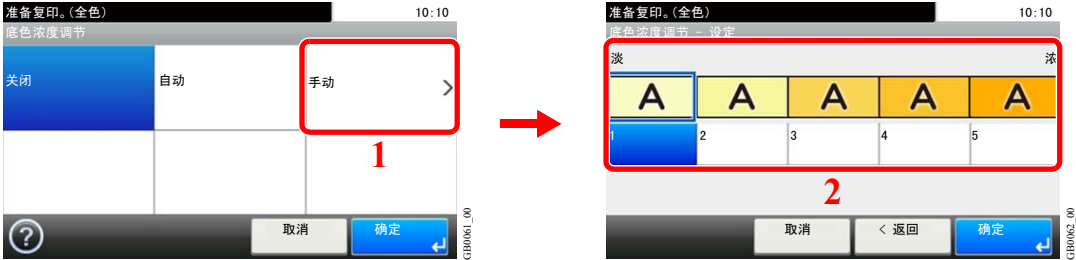 准备复印。(全色)
10:10
底色浓度调节
关闭
自动
手动
1
取消
确定
GB0061_00
准备复印。(全色)
10:10
底色浓度调节 - 设定
淡
浓
A A A A A
1 2 3 4 5
2
取消
< 返回
确定
GB0062_00